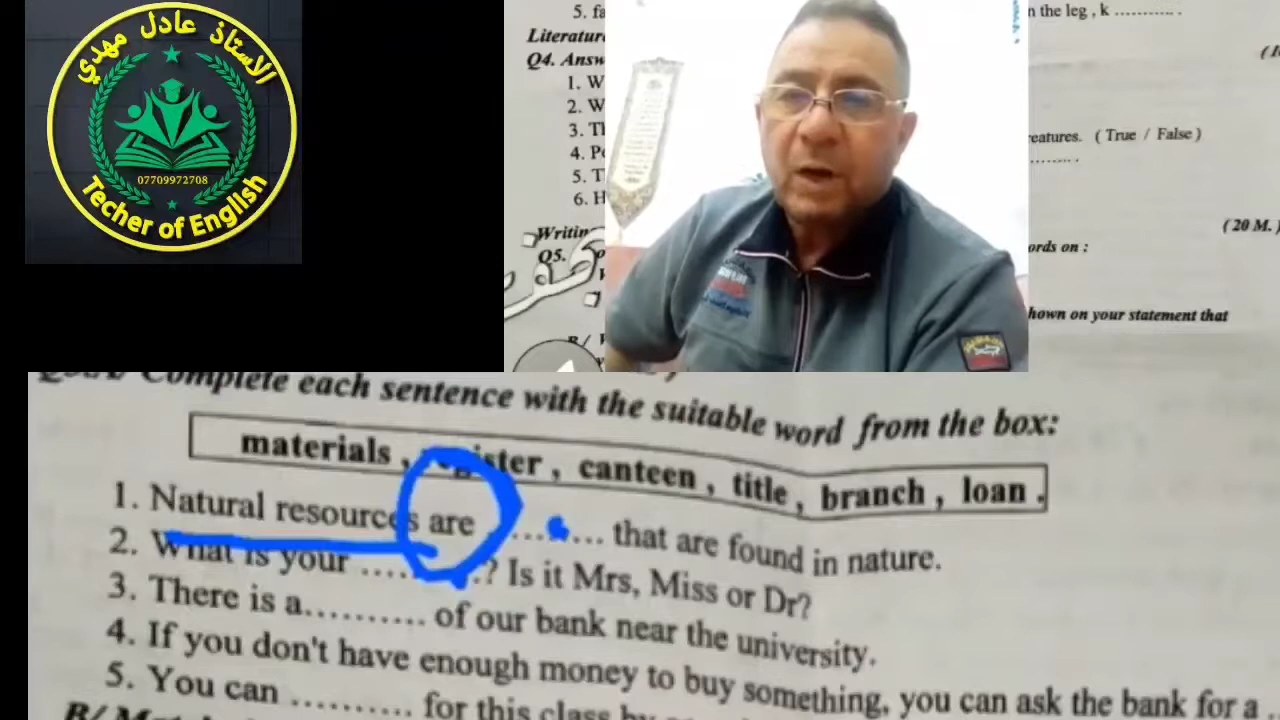 الاستاذ عادل مهدي
07709972708
Techer of English
5. fa
n the leg , k ............ .
Literatur
Q4. Answ
1. W
2. W
3. Th
eatures. ( True / False )
4. Po
5. T
6. H
( 20 M. )
Writin
ords on :
Q5.
hown on your statement that
Complete each sentence with the suitable word from the box:
materials , register , canteen , title , branch , loan .
1. Natural resources are ......... that are found in nature.
2. What is your ..........? Is it Mrs, Miss or Dr?
3. There is a.......... of our bank near the university.
4. If you don't have enough money to buy something, you can ask the bank for a .
5. You can .......... for this class by